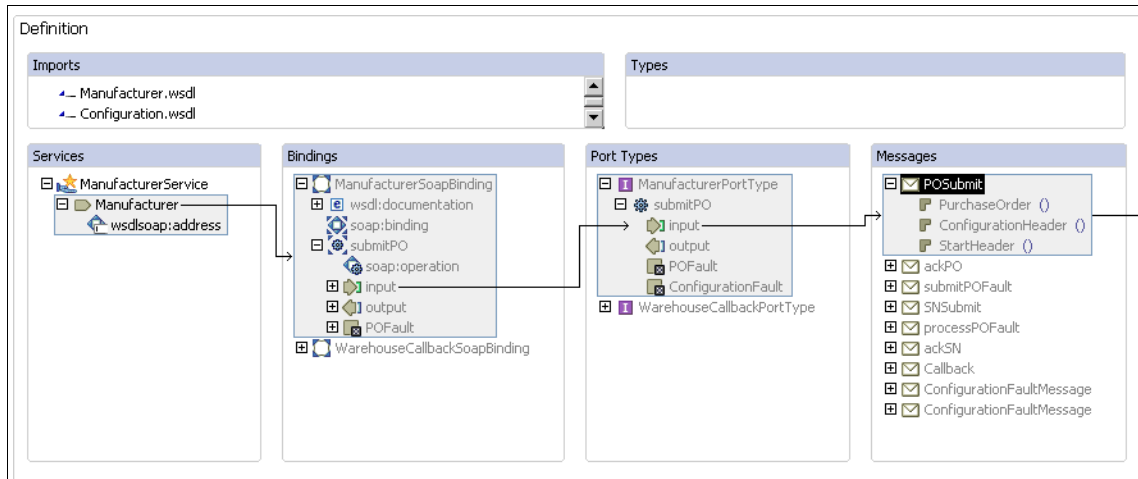 Definition
Imports
Manufacturer.wsdl
Configuration.wsdl
Types
Services
ManufacturerService
Manufacturer
wsdlsoap:address
Bindings
ManufacturerSoapBinding
wsdl:documentation
soap:binding
submitPO
soap:operation
input
output
POFault
WarehouseCallbackSoapBinding
Port Types
ManufacturerPortType
submitPO
input
output
POFault
ConfigurationFault
WarehouseCallbackPortType
Messages
POSubmit
PurchaseOrder ()
ConfigurationHeader ()
StartHeader ()
ackPO
submitPOFault
SNSubmit
processPOFault
ackSN
Callback
ConfigurationFaultMessage
ConfigurationFaultMessage